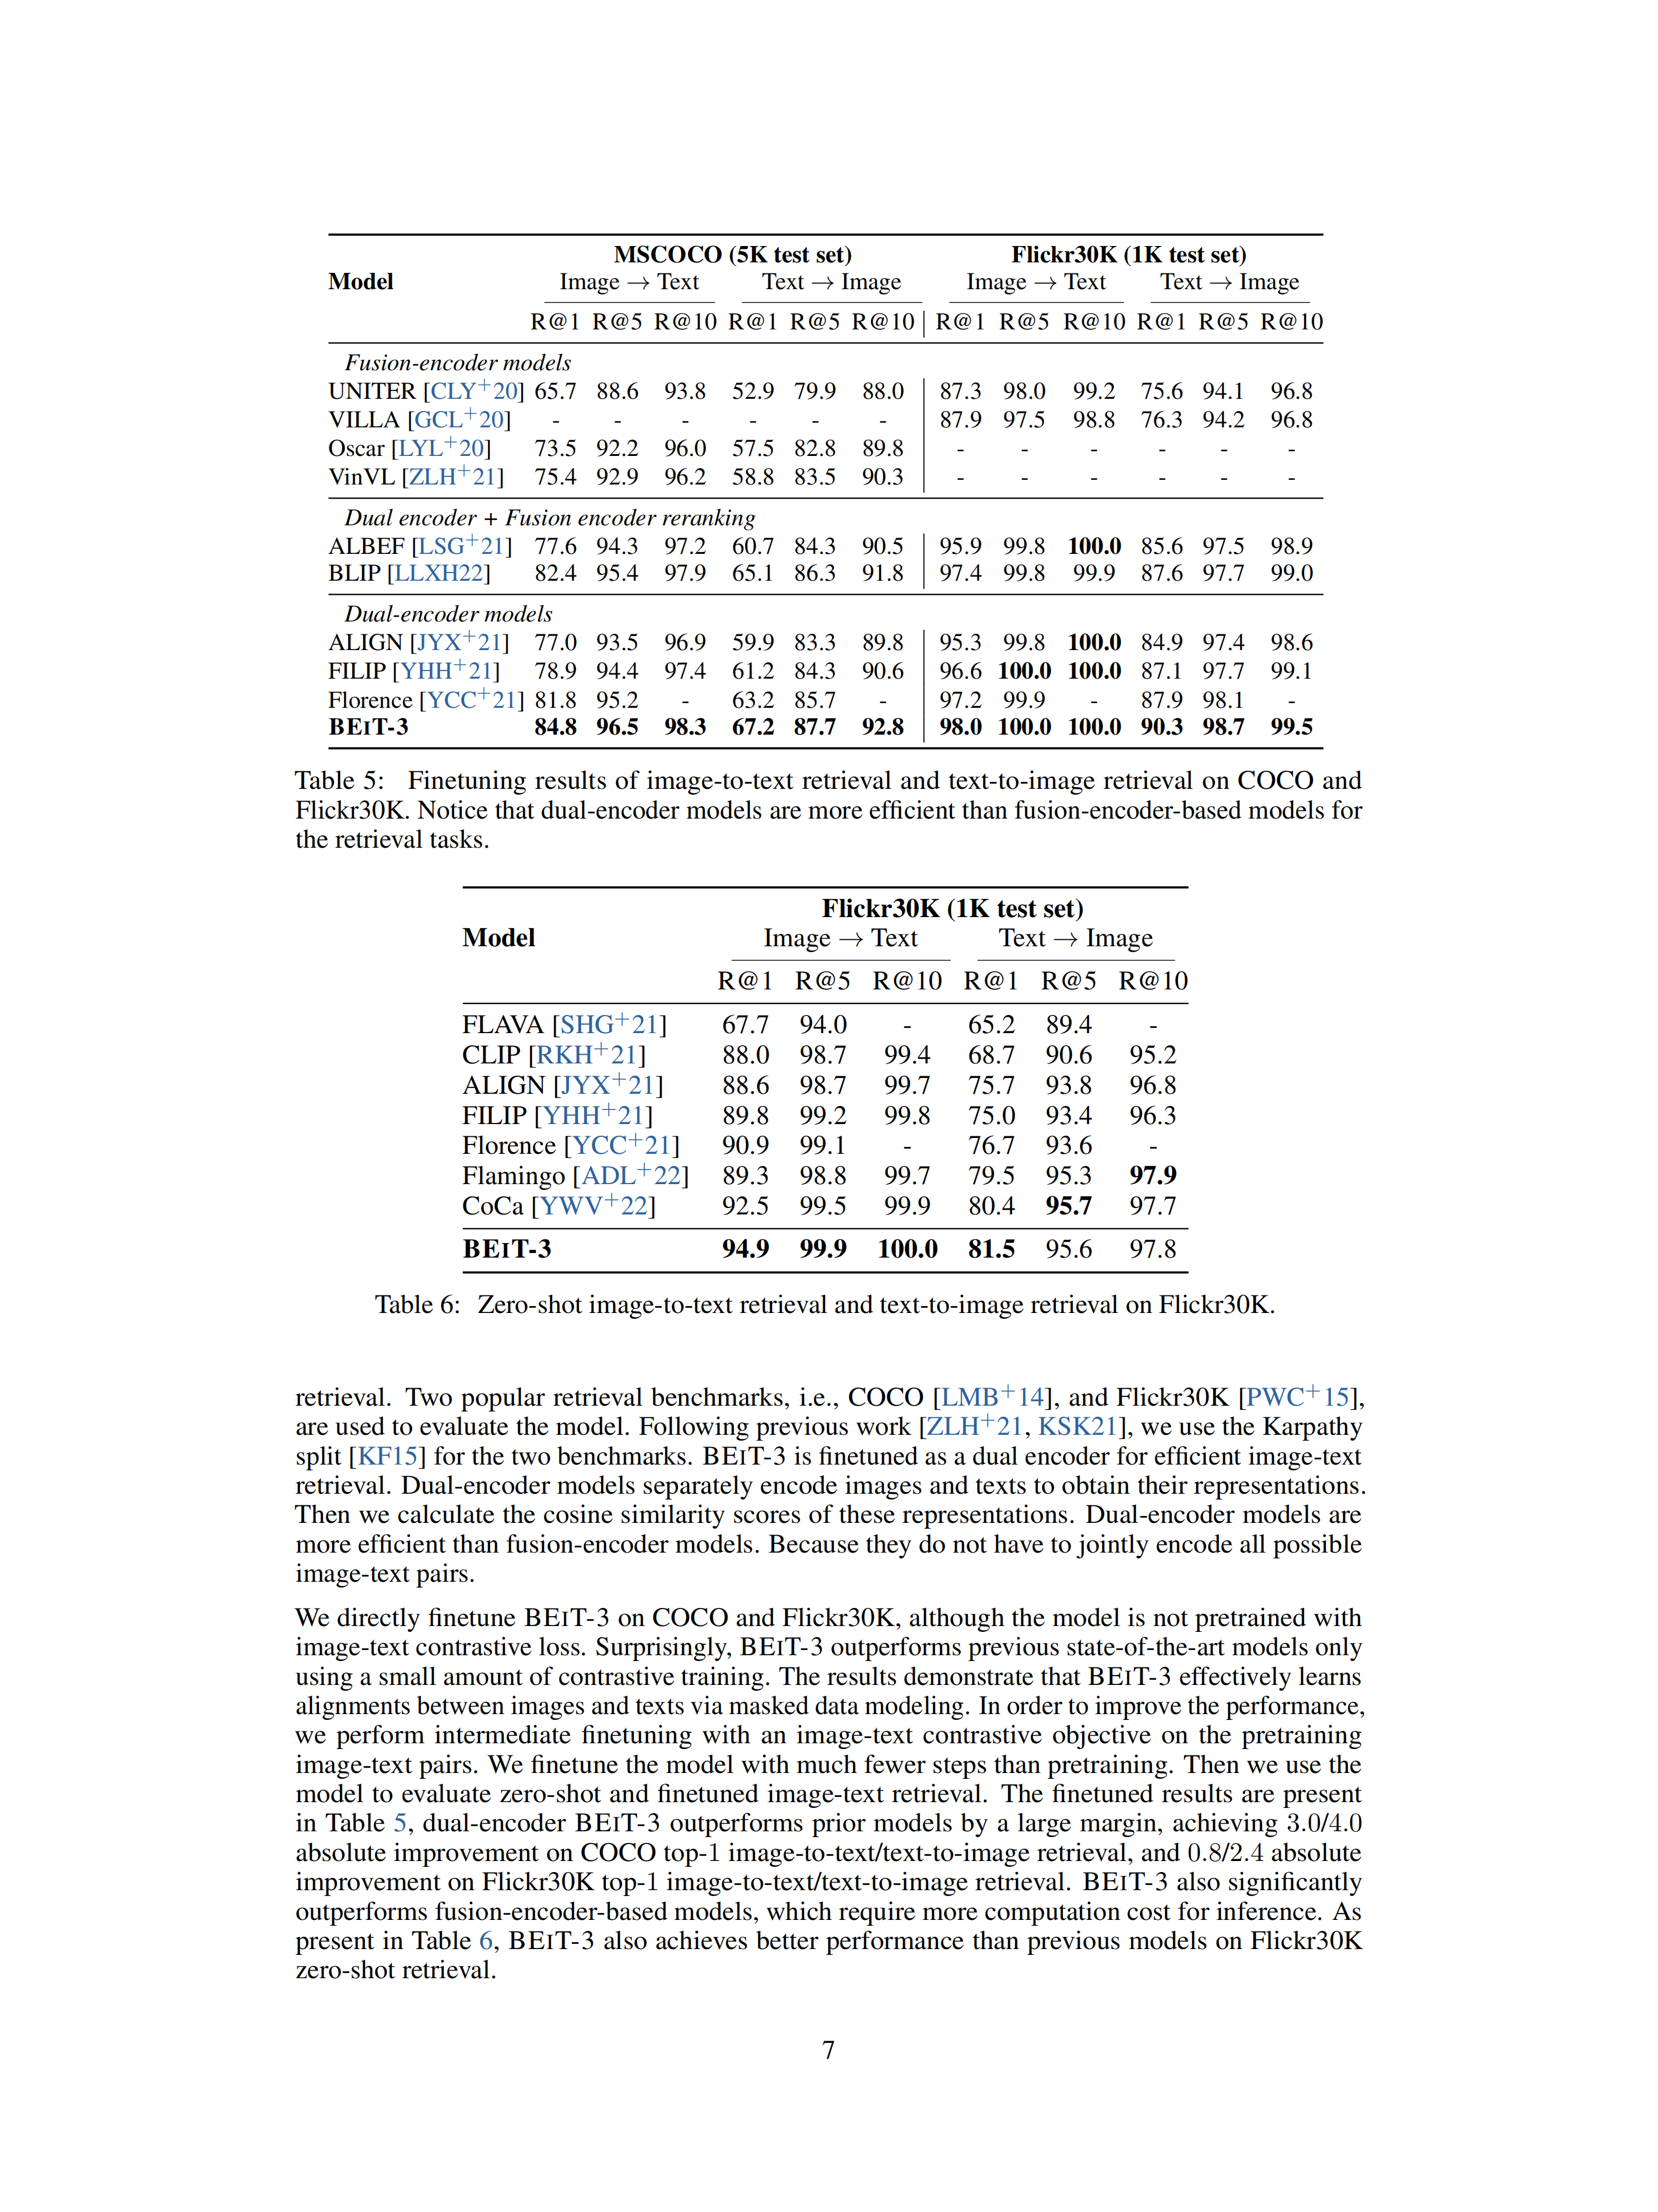 MSCOCO (5K test set) Flickr30K (1K test set)
Model Image → Text Text → Image Image → Text Text → Image
R@1 R@5 R@10 R@1 R@5 R@10 R@1 R@5 R@10 R@1 R@5 R@10
Fusion-encoder models
UNITER [CLY+20] 65.7 88.6 93.8 52.9 79.9 88.0 87.3 98.0 99.2 75.6 94.1 96.8
VILLA [GCL+20] - - - - - - 87.9 97.5 98.8 76.3 94.2 96.8
Oscar [LYL+20] 73.5 92.2 96.0 57.5 82.8 89.8 - - - - - -
VinVL [ZLH+21] 75.4 92.9 96.2 58.8 83.5 90.3 - - - - - -
Dual encoder + Fusion encoder reranking
ALBEF [LSG+21] 77.6 94.3 97.2 60.7 84.3 90.5 95.9 99.8 100.0 85.6 97.5 98.9
BLIP [LLXH22] 82.4 95.4 97.9 65.1 86.3 91.8 97.4 99.8 99.9 87.6 97.7 99.0
Dual-encoder models
ALIGN [JYX+21] 77.0 93.5 96.9 59.9 83.3 89.8 95.3 99.8 100.0 84.9 97.4 98.6
FILIP [YHH+21] 78.9 94.4 97.4 61.2 84.3 90.6 96.6 100.0 100.0 87.1 97.7 99.1
Florence [YCC+21] 81.8 95.2 - 63.2 85.7 - 97.2 99.9 - 87.9 98.1 -
BEIT-3 84.8 96.5 98.3 67.2 87.7 92.8 98.0 100.0 100.0 90.3 98.7 99.5
Table 5: Finetuning results of image-to-text retrieval and text-to-image retrieval on COCO and
Flickr30K. Notice that dual-encoder models are more efficient than fusion-encoder-based models for
the retrieval tasks.
Flickr30K (1K test set)
Model Image → Text Text → Image
R@1 R@5 R@10 R@1 R@5 R@10
FLAVA [SHG+21] 67.7 94.0 - 65.2 89.4 -
CLIP [RKH+21] 88.0 98.7 99.4 68.7 90.6 95.2
ALIGN [JYX+21] 88.6 98.7 99.7 75.7 93.8 96.8
FILIP [YHH+21] 89.8 99.2 99.8 75.0 93.4 96.3
Florence [YCC+21] 90.9 99.1 - 76.7 93.6 -
Flamingo [ADL+22] 89.3 98.8 99.7 79.5 95.3 97.9
CoCa [YWV+22] 92.5 99.5 99.9 80.4 95.7 97.7
BEIT-3 94.9 99.9 100.0 81.5 95.6 97.8
Table 6: Zero-shot image-to-text retrieval and text-to-image retrieval on Flickr30K.
retrieval. Two popular retrieval benchmarks, i.e., COCO [LMB+14], and Flickr30K [PWC+15],
are used to evaluate the model. Following previous work [ZLH+21, KSK21], we use the Karpathy
split [KF15] for the two benchmarks. BEIT-3 is finetuned as a dual encoder for efficient image-text
retrieval. Dual-encoder models separately encode images and texts to obtain their representations.
Then we calculate the cosine similarity scores of these representations. Dual-encoder models are
more efficient than fusion-encoder models. Because they do not have to jointly encode all possible
image-text pairs.
We directly finetune BEIT-3 on COCO and Flickr30K, although the model is not pretrained with
image-text contrastive loss. Surprisingly, BEIT-3 outperforms previous state-of-the-art models only
using a small amount of contrastive training. The results demonstrate that BEIT-3 effectively learns
alignments between images and texts via masked data modeling. In order to improve the performance,
we perform intermediate finetuning with an image-text contrastive objective on the pretraining
image-text pairs. We finetune the model with much fewer steps than pretraining. Then we use the
model to evaluate zero-shot and finetuned image-text retrieval. The finetuned results are present
in Table 5, dual-encoder BEIT-3 outperforms prior models by a large margin, achieving 3.0/4.0
absolute improvement on COCO top-1 image-to-text/text-to-image retrieval, and 0.8/2.4 absolute
improvement on Flickr30K top-1 image-to-text/text-to-image retrieval. BEIT-3 also significantly
outperforms fusion-encoder-based models, which require more computation cost for inference. As
present in Table 6, BEIT-3 also achieves better performance than previous models on Flickr30K
zero-shot retrieval.
7